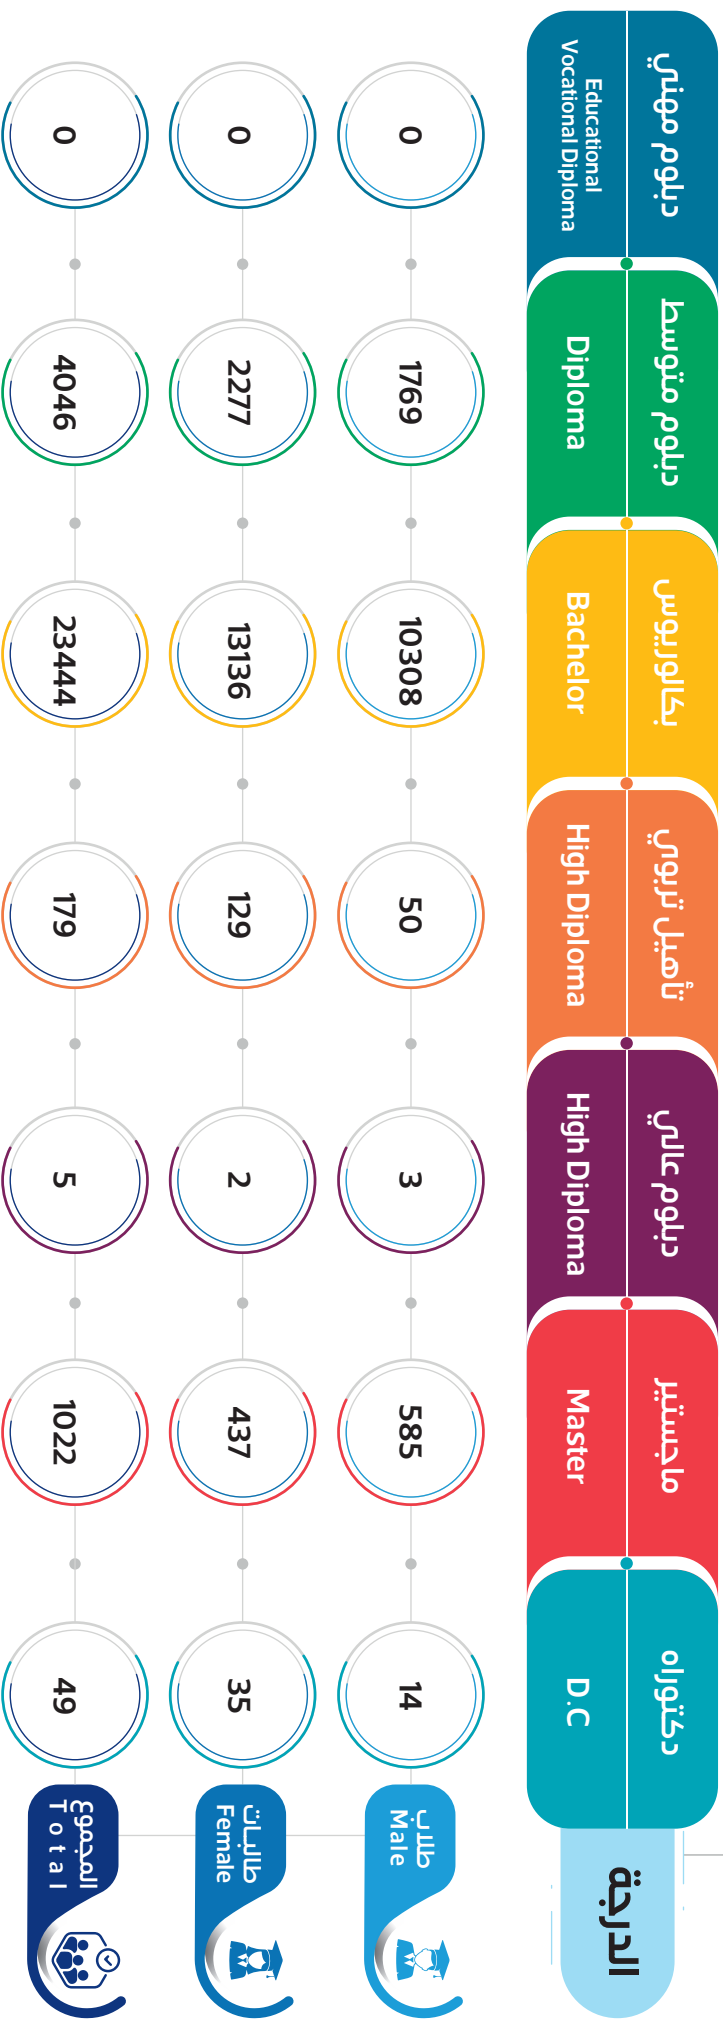 الدرجة
دكتوراه
D.C
ماجستير
Master
دبلوم عالي
High Diploma
تأهيل تربوي
High Diploma
بكالوريوس
Bachelor
دبلوم متوسط
Diploma
دبلوم مهني
Educational
Vocational Diploma
طلاب
Male
14
585
3
50
10308
1769
0
طالبات
Female
35
437
2
129
13136
2277
0
المجموع
Total
49
1022
5
179
23444
4046
0